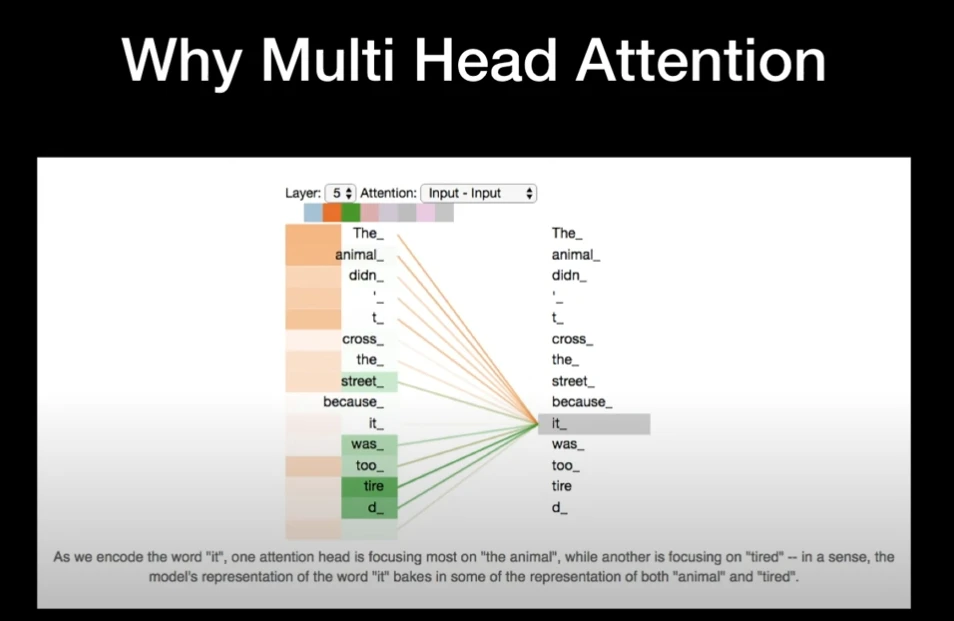 Why Multi Head Attention
Layer: 5 Attention: Input - Input
The_ The_
animal_ animal_
didn_ didn_
'_ '_
t_ t_
cross_ cross_
the_ the_
street_ street_
because_ because_
it_ it_
was_ was_
too_ too_
tire tire
d_ d_
As we encode the word "it", one attention head is focusing most on "the animal", while another is focusing on "tired" -- in a sense, the
model's representation of the word "it" bakes in some of the representation of both "animal" and "tired".